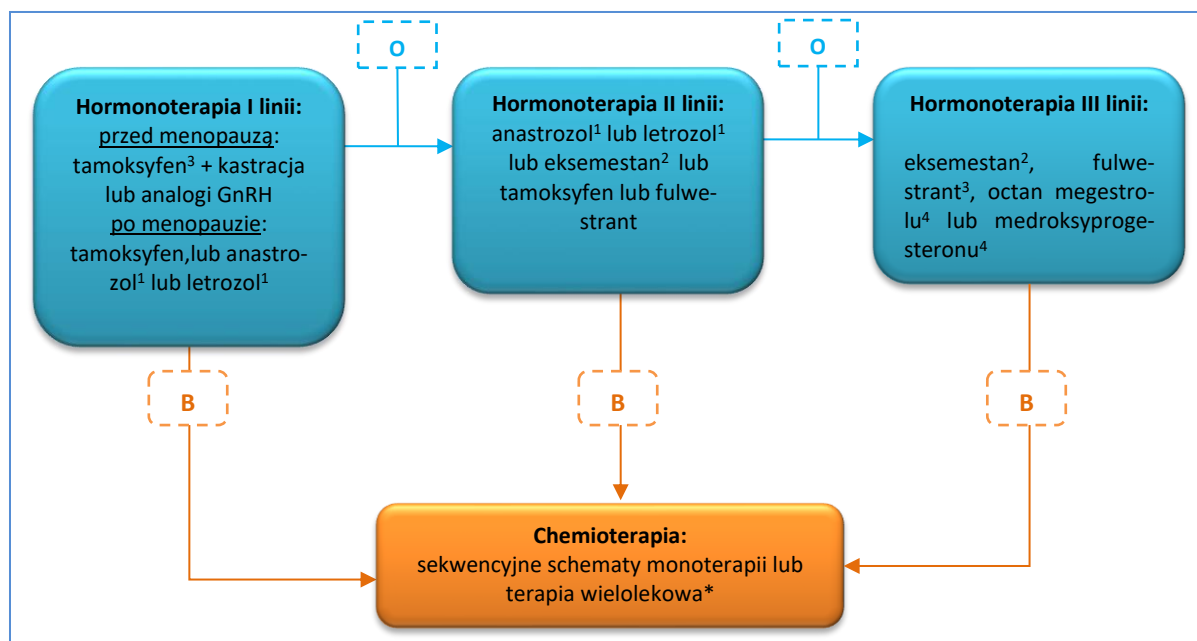 O
O
Hormonoterapia I linii:
przed menopauzą:
tamoksyfen³ + kastracja
lub analogi GnRH
po menopauzie:
tamoksyfen,lub anastro-
zol¹ lub letrozol¹
Hormonoterapia II linii:
anastrozol¹ lub letrozol¹
lub eksemestan² lub
tamoksyfen lub fulwe-
strant
Hormonoterapia III linii:
eksemestan², fulwe-
strant³, octan megestro-
lu⁴ lub medroksyproge-
steronu⁴
B
B
B
Chemioterapia:
sekwencyjne schematy monoterapii lub
terapia wielolekowa*